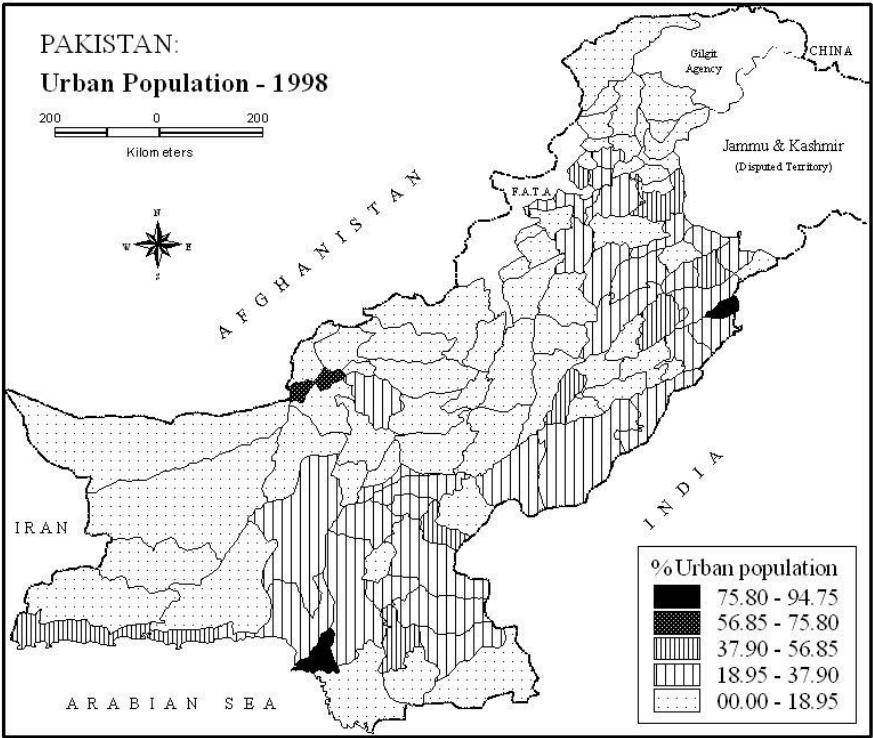 PAKISTAN:
Urban Population - 1998
200 0 200
Kilometers
N
W E
S
Gilgit
Agency
CHINA
Jammu & Kashmir
(Disputed Territory)
F.A.T.A
AFGHANISTAN
IRAN
INDIA
ARABIAN SEA
% Urban population
75.80 - 94.75
56.85 - 75.80
37.90 - 56.85
18.95 - 37.90
00.00 - 18.95